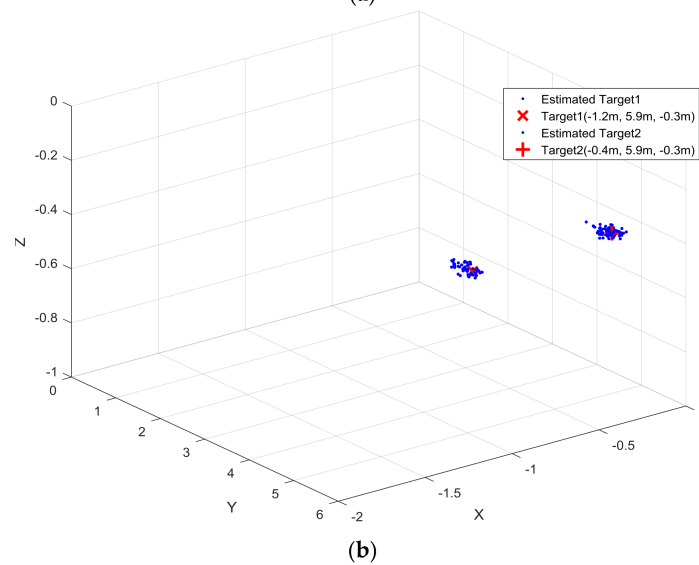 (a)
Estimated Target1
Target1(-1.2m, 5.9m, -0.3m)
Estimated Target2
Target2(-0.4m, 5.9m, -0.3m)
0
-0.2
-0.4
-0.6
-0.8
-1
Z
0
1
2
3
4
5
6
Y
-2
-1.5
-1
-0.5
X
(b)